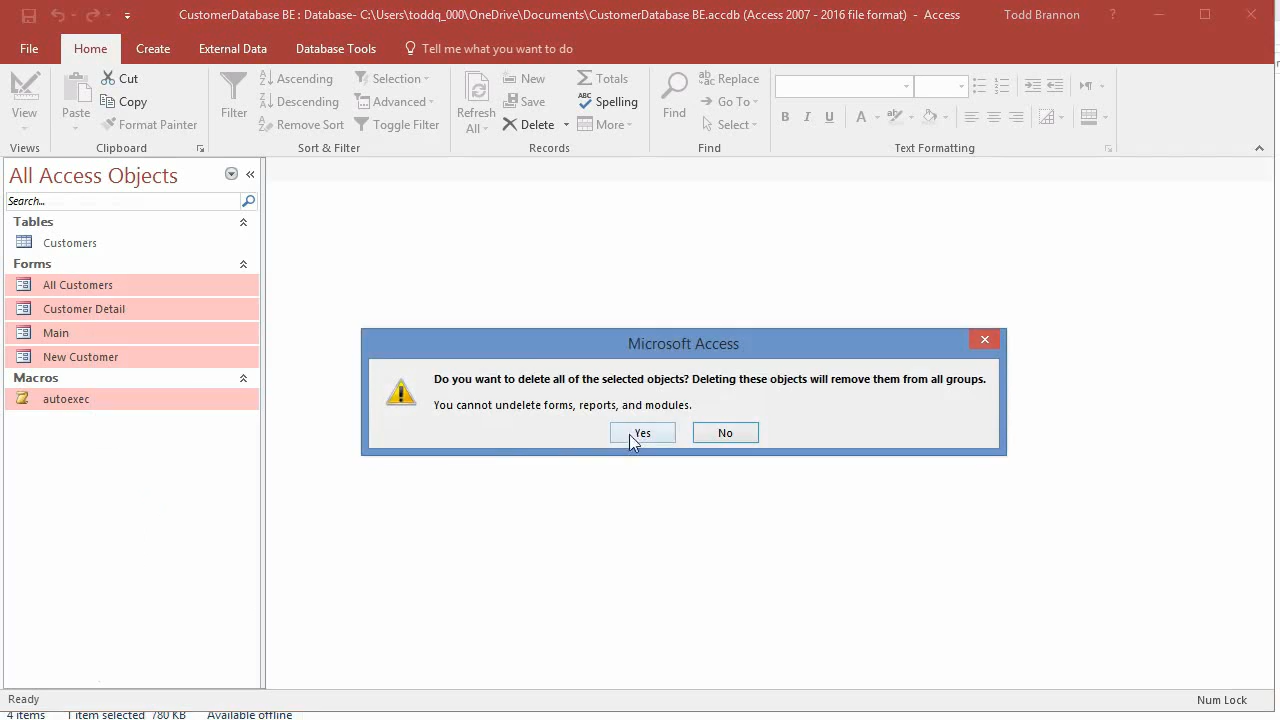 CustomerDatabase BE : Database- C:\Users\toddq_000\OneDrive\Documents\CustomerDatabase BE.accdb (Access 2007 - 2016 file format) - Access
Todd Brannon
?
File Home Create External Data Database Tools Tell me what you want to do
View
Views
Paste
Cut
Copy
Format Painter
Clipboard
Filter
Ascending
Descending
Remove Sort
Selection
Advanced
Toggle Filter
Sort & Filter
Refresh
All
New
Save
Delete
Totals
Spelling
More
Records
Find
Replace
Go To
Select
Find
B I U A
Text Formatting
All Access Objects
Search...
Tables
Customers
Forms
All Customers
Customer Detail
Main
New Customer
Macros
autoexec
Microsoft Access
Do you want to delete all of the selected objects? Deleting these objects will remove them from all groups.
You cannot undelete forms, reports, and modules.
Yes No
Ready Num Lock
4 items 1 item selected 780 KB Available offline